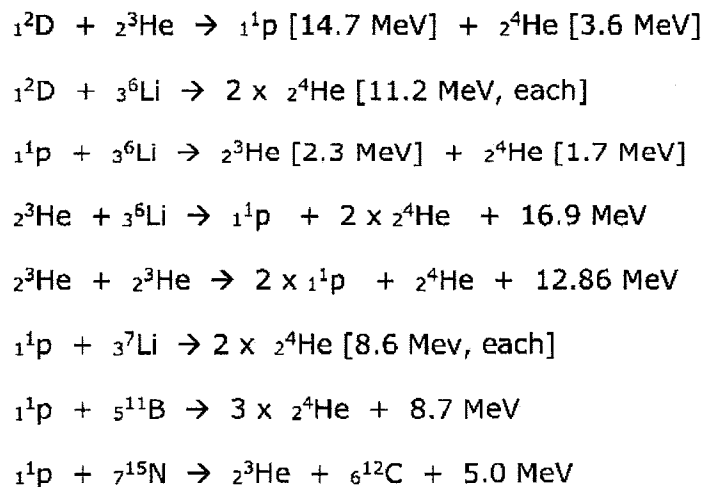 ₁²D + ₂³He → ₁¹p [14.7 MeV] + ₂⁴He [3.6 MeV]
₁²D + ₃⁶Li → 2 x ₂⁴He [11.2 MeV, each]
₁¹p + ₃⁶Li → ₂³He [2.3 MeV] + ₂⁴He [1.7 MeV]
₂³He + ₃⁶Li → ₁¹p + 2 x ₂⁴He + 16.9 MeV
₂³He + ₂³He → 2 x ₁¹p + ₂⁴He + 12.86 MeV
₁¹p + ₃⁷Li → 2 x ₂⁴He [8.6 Mev, each]
₁¹p + ₅¹¹B → 3 x ₂⁴He + 8.7 MeV
₁¹p + ₇¹⁵N → ₂³He + ₆¹²C + 5.0 MeV